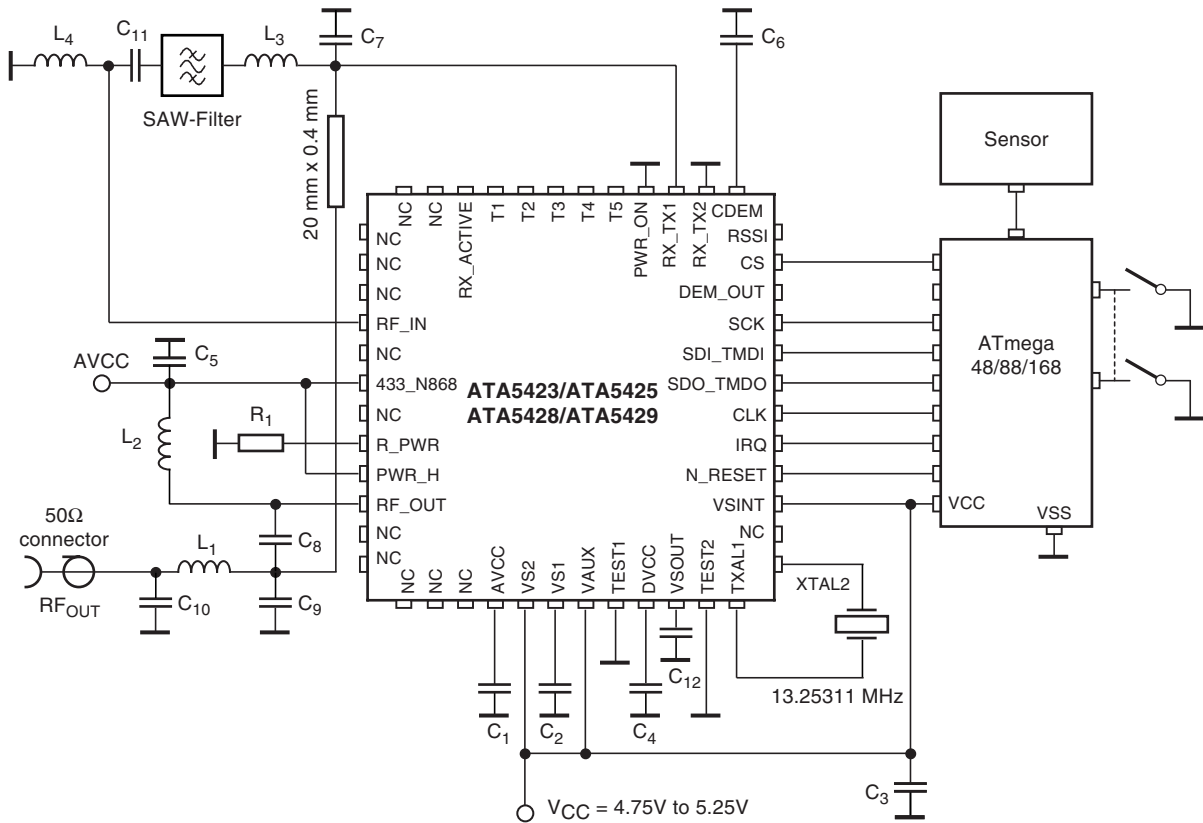 L4
C11
L3
C7
C6
SAW-Filter
20 mm x 0.4 mm
Sensor
NC
NC
RX_ACTIVE
T1
T2
T3
T4
T5
PWR_ON
RX_TX1
RX_TX2
CDEM
NC
NC
NC
RF_IN
NC
433_N868
NC
R_PWR
PWR_H
RF_OUT
NC
NC
RSSI
CS
DEM_OUT
SCK
SDI_TMDI
SDO_TMDO
CLK
IRQ
N_RESET
VSINT
NC
XTAL2
ATA5423/ATA5425
ATA5428/ATA5429
ATmega
48/88/168
VCC
VSS
AVCC
C5
L2
R1
50Ω
connector
RFOUT
L1
C8
C10
C9
NC
NC
NC
AVCC
VS2
VS1
VAUX
TEST1
DVCC
VSOUT
TEST2
TXAL1
13.25311 MHz
C1
C2
C4
C12
C3
VCC = 4.75V to 5.25V